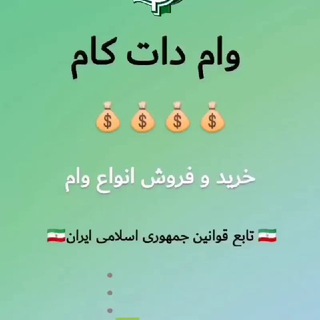 وام دات کام
💰💰💰💰
خرید و فروش انواع وام
🇮🇷 تابع قوانین جمهوری اسلامی ایران🇮🇷